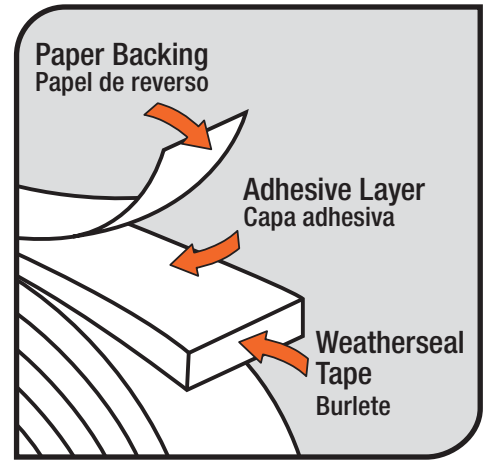 Paper Backing
Papel de reverso
Adhesive Layer
Capa adhesiva
Weatherseal
Tape
Burlete